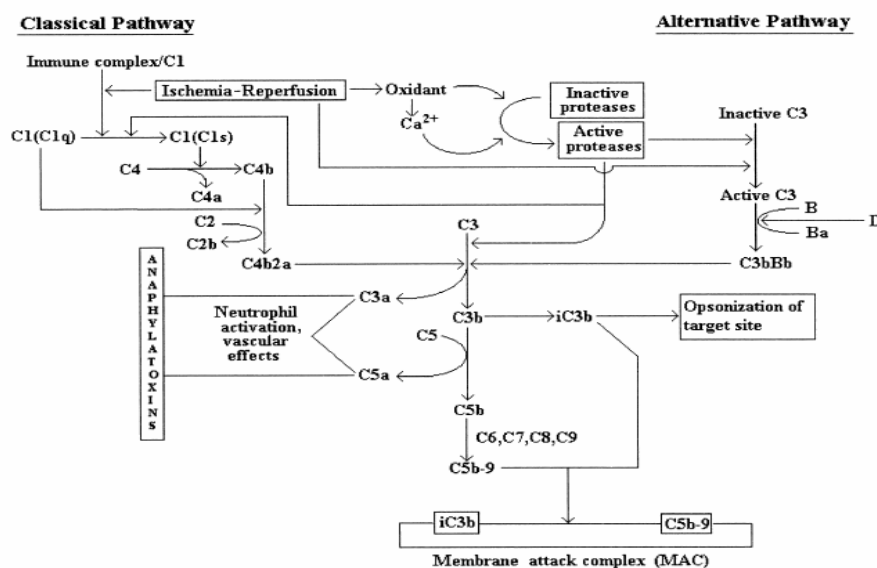 Classical Pathway
Alternative Pathway
Immune complex/C1
Ischemia-Reperfusion
Oxidant
Inactive
proteases
Ca2+
Active
proteases
Inactive C3
C1(C1q)
C1(C1s)
C4
C4b
C4a
Active C3
B
D
Ba
C2
C2b
C3
C4b2a
C3bBb
ANAPHYLATOXINS
C3a
Neutrophil
activation,
vascular
effects
C3b
iC3b
Opsonization of
target site
C5
C5a
C5b
C6,C7,C8,C9
C5b-9
iC3b
C5b-9
Membrane attack complex (MAC)